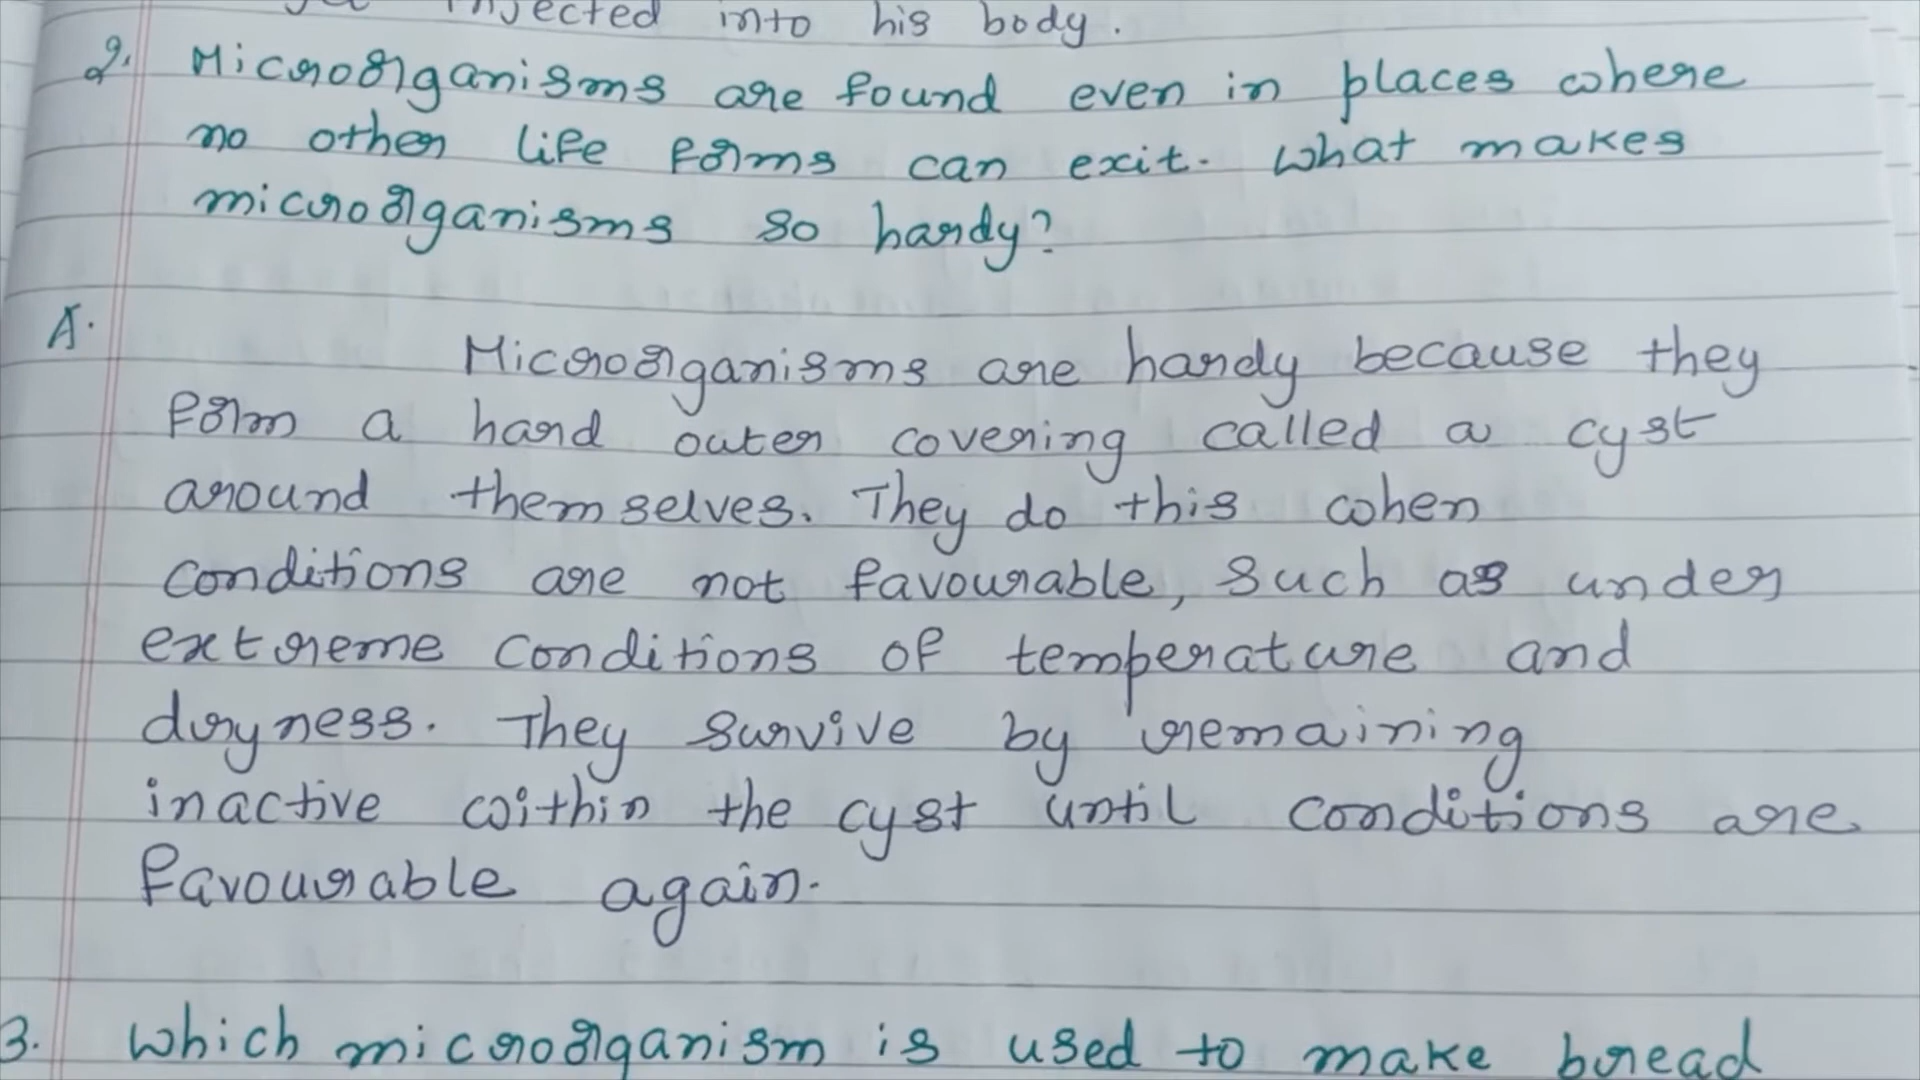 injected into his body.
2. Microorganisms are found even in places where
no other life forms can exit. What makes
microorganisms so hardy?
A.
Microorganisms are hardy because they
form a hard outer covering called a cyst
around themselves. They do this when
conditions are not favourable, such as under
extreme conditions of temperature and
dryness. They survive by remaining
inactive within the cyst until conditions are
favourable again.
3. Which microorganism is used to make bread